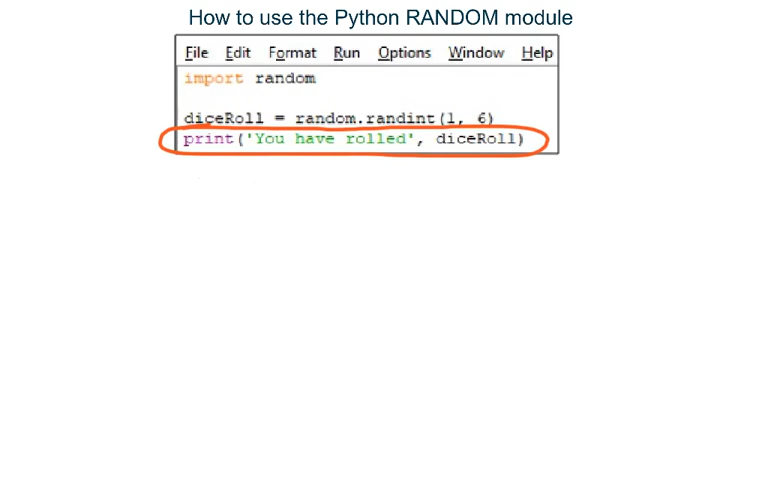 How to use the Python RANDOM module
File Edit Format Run Options Window Help
import random
diceRoll = random.randint(1, 6)
print('You have rolled', diceRoll)